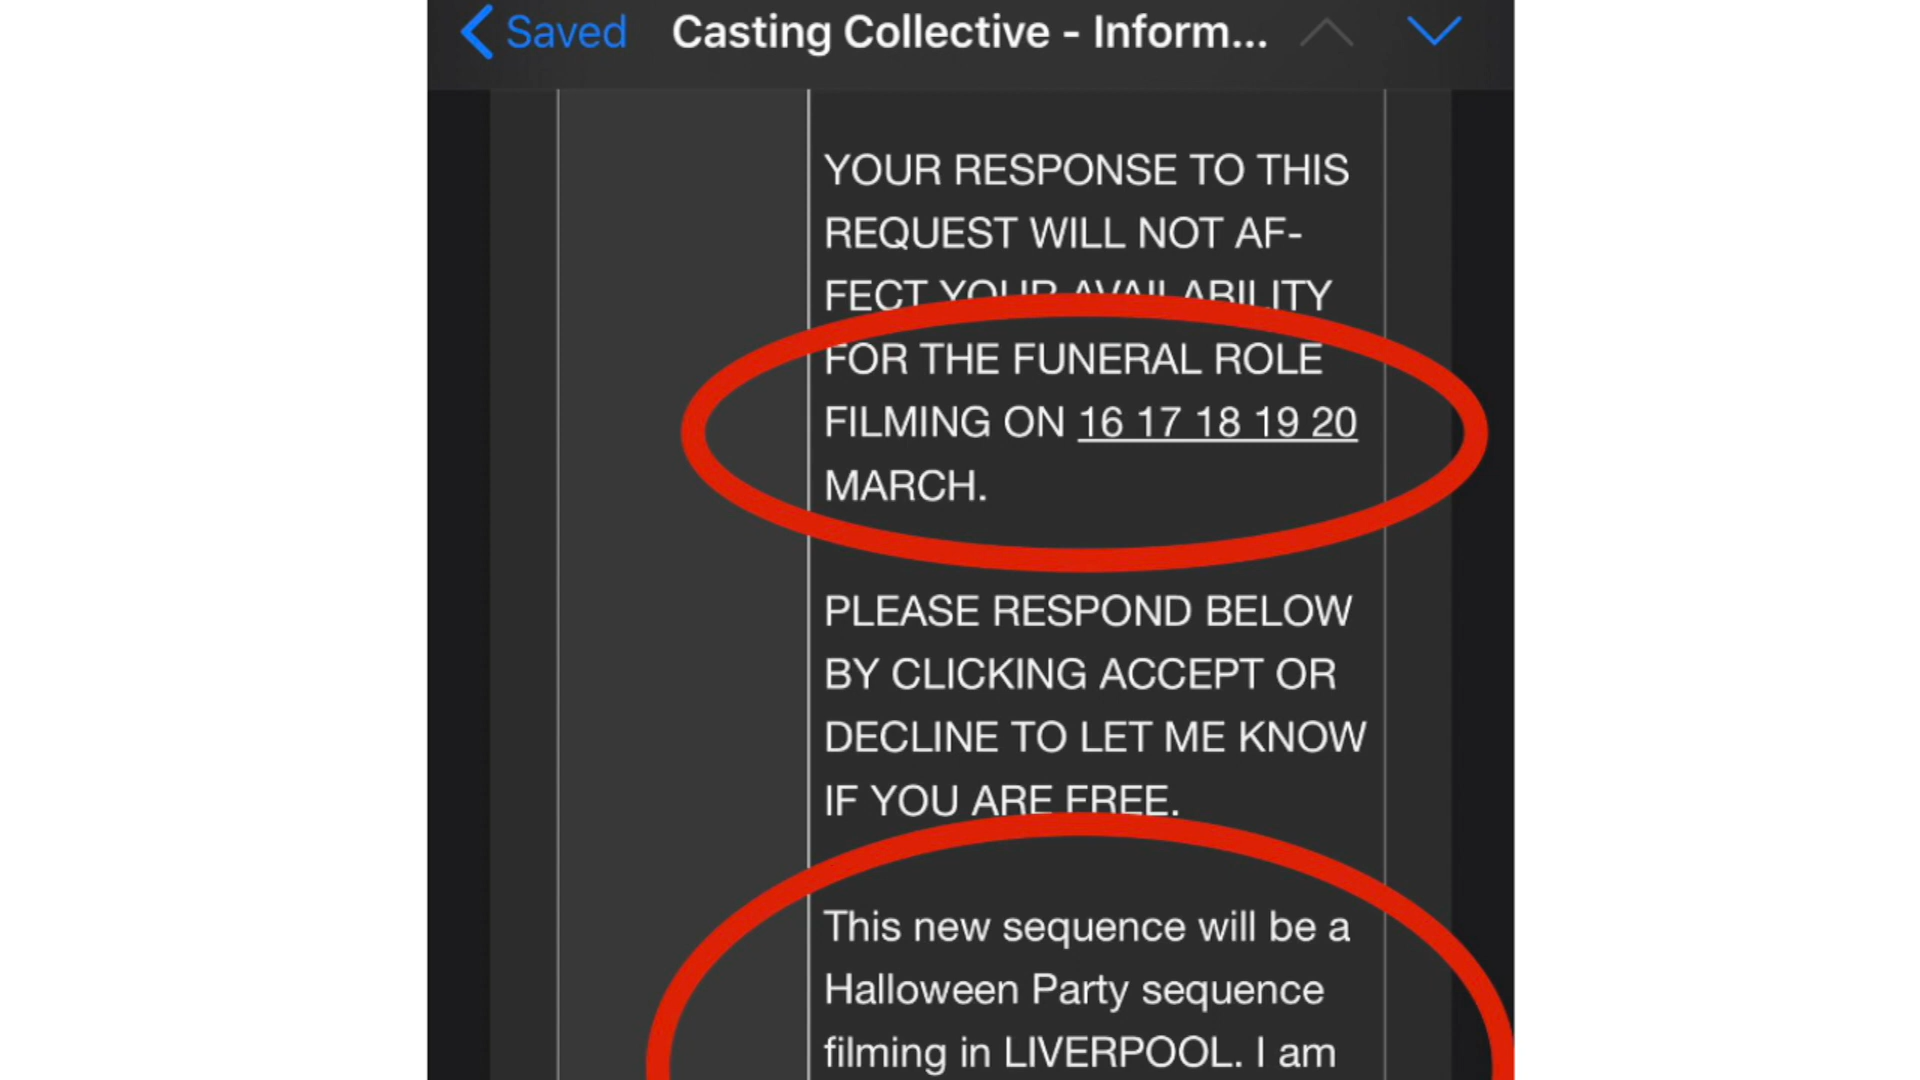 Saved Casting Collective - Inform...
YOUR RESPONSE TO THIS
REQUEST WILL NOT AF-
FECT YOUR AVAILABILITY
FOR THE FUNERAL ROLE
FILMING ON 16 17 18 19 20
MARCH.
PLEASE RESPOND BELOW
BY CLICKING ACCEPT OR
DECLINE TO LET ME KNOW
IF YOU ARE FREE.
This new sequence will be a
Halloween Party sequence
filming in LIVERPOOL. I am